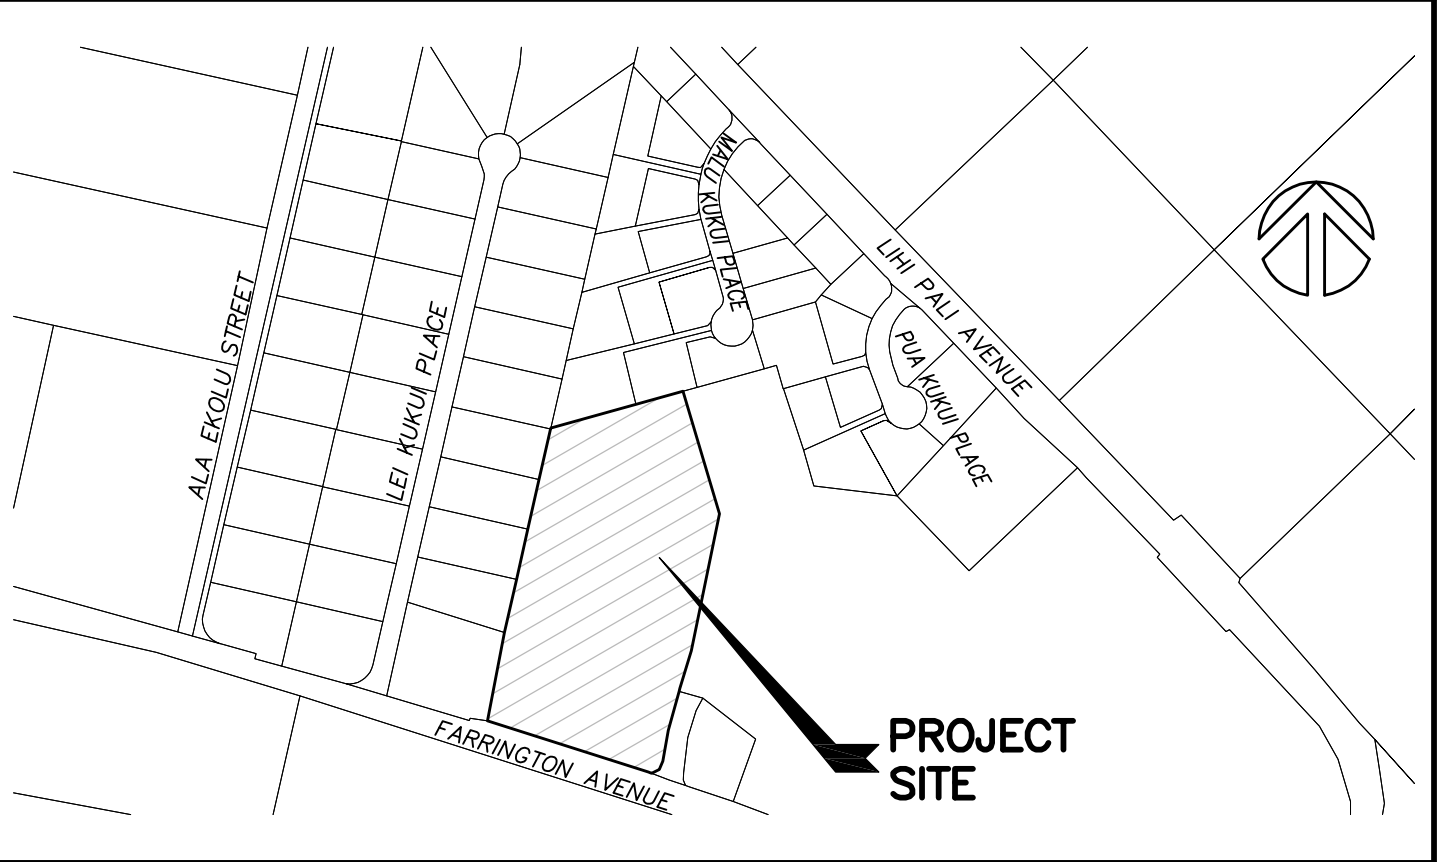 MALU KUKUI PLACE
LIHI PALI AVENUE
ALA EKOLU STREET
LEI KUKUI PLACE
PUA KUKUI PLACE
FARRINGTON AVENUE
PROJECT
SITE